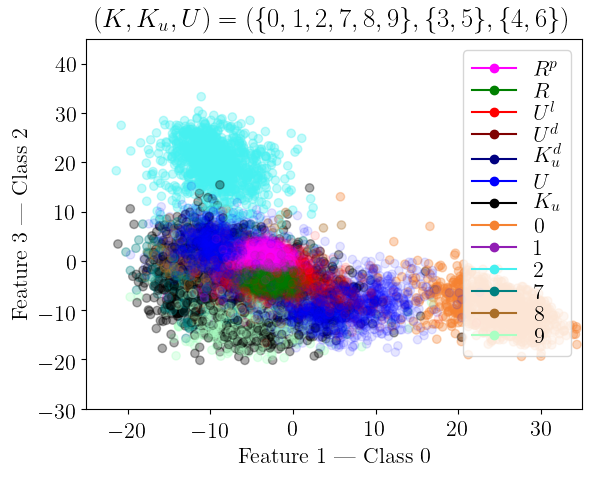 (K, K_u, U) = ({0, 1, 2, 7, 8, 9}, {3, 5}, {4, 6})
Feature 3 — Class 2
40
30
20
10
0
−10
−20
−30
−20
−10
0
10
20
30
Feature 1 — Class 0
R^p
R
U^l
U^d
K_u^d
U
K_u
0
1
2
7
8
9